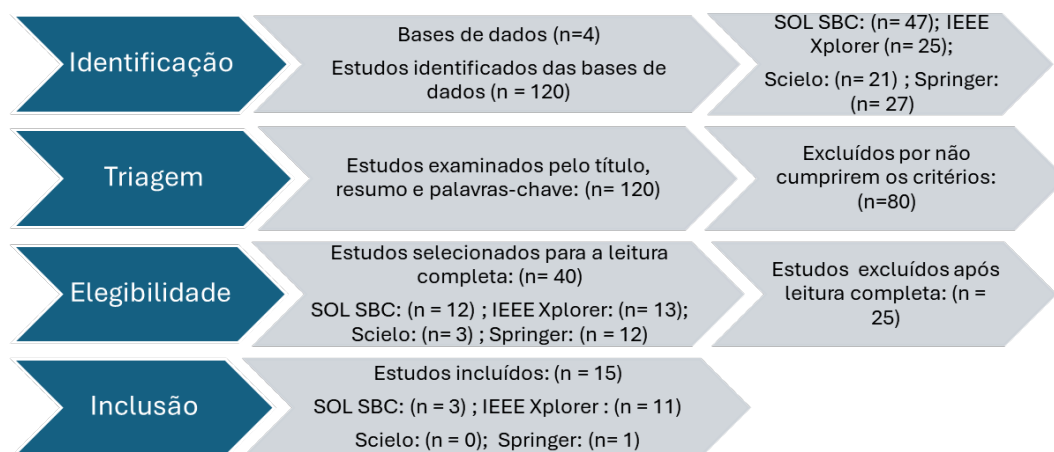 Identificação
Bases de dados (n=4)
Estudos identificados das bases de
dados (n = 120)
SOL SBC: (n= 47); IEEE
Xplorer (n= 25);
Scielo: (n= 21) ; Springer:
(n= 27)
Triagem
Estudos examinados pelo título,
resumo e palavras-chave: (n= 120)
Excluídos por não
cumprirem os critérios:
(n=80)
Elegibilidade
Estudos selecionados para a leitura
completa: (n= 40)
SOL SBC: (n = 12) ; IEEE Xplorer: (n= 13);
Scielo: (n= 3) ; Springer: (n = 12)
Estudos excluídos após
leitura completa: (n =
25)
Inclusão
Estudos incluídos: (n = 15)
SOL SBC: (n = 3) ; IEEE Xplorer : (n = 11)
Scielo: (n = 0); Springer: (n= 1)